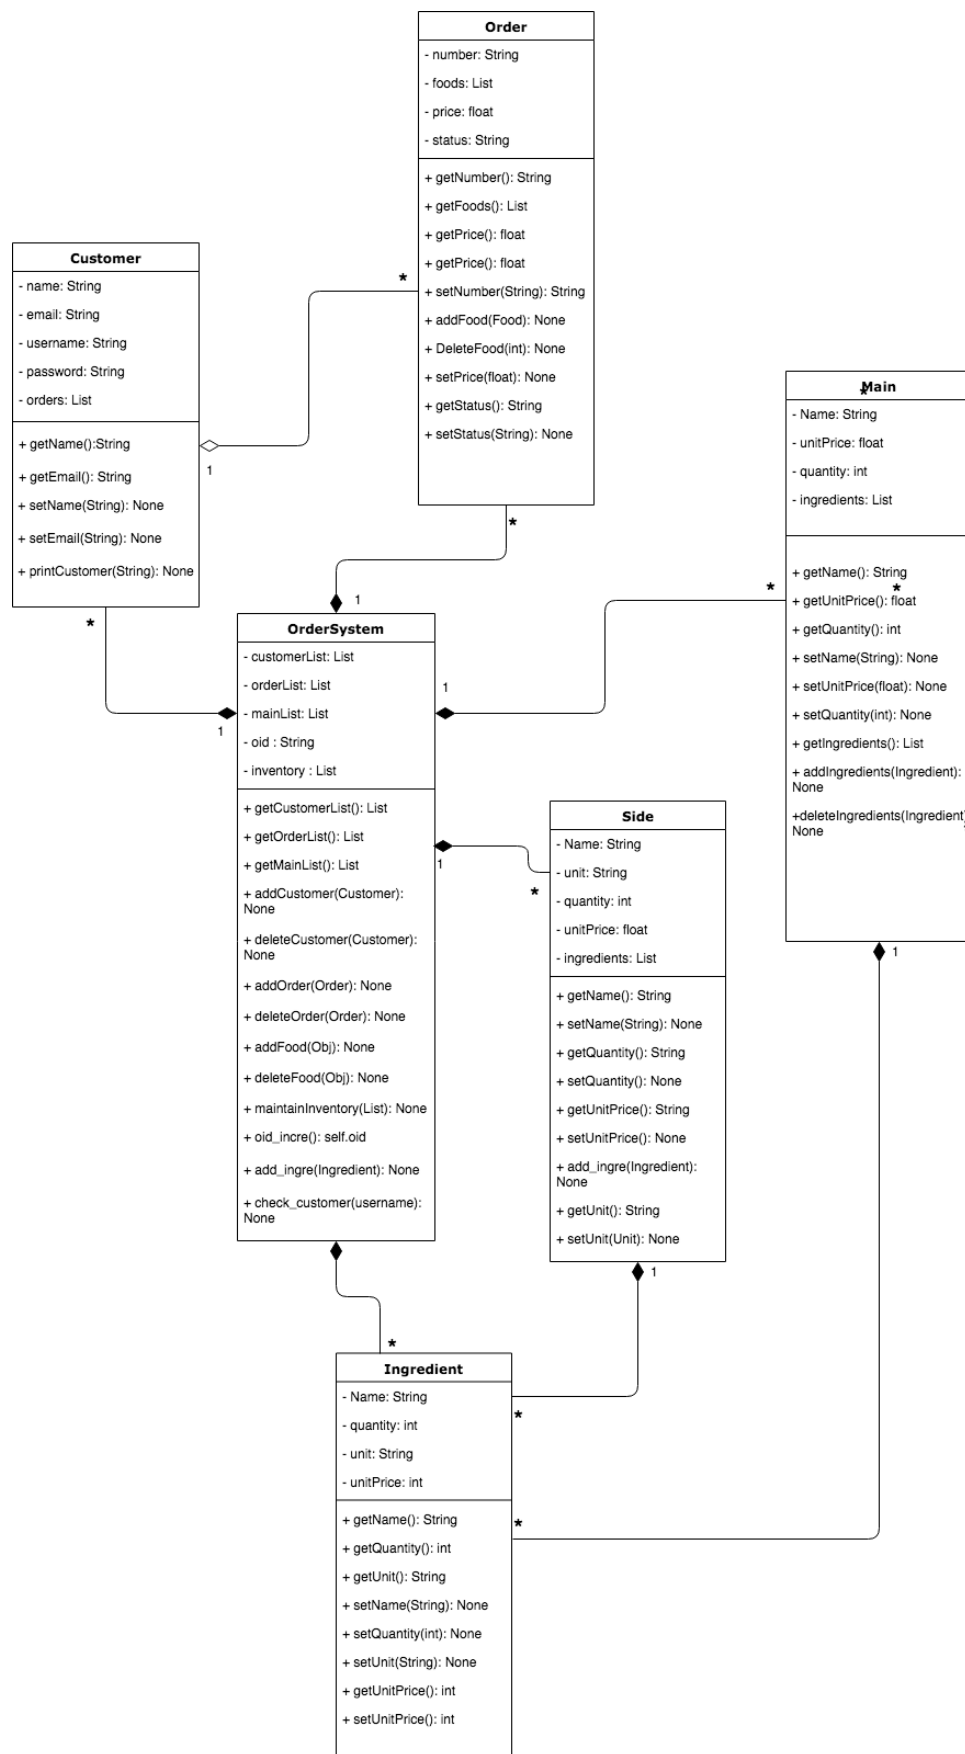 Order
- number: String
- foods: List
- price: float
- status: String
+ getNumber(): String
+ getFoods(): List
+ getPrice(): float
+ getPrice(): float
+ setNumber(String): String
+ addFood(Food): None
+ DeleteFood(int): None
+ setPrice(float): None
+ getStatus(): String
+ setStatus(String): None
*
*
Customer
- name: String
- email: String
- username: String
- password: String
- orders: List
+ getName():String
+ getEmail(): String
+ setName(String): None
+ setEmail(String): None
+ printCustomer(String): None
1
*
1
Main
*
- Name: String
- unitPrice: float
- quantity: int
- ingredients: List
+ getName(): String
*
+ getUnitPrice(): float
+ getQuantity(): int
+ setName(String): None
+ setUnitPrice(float): None
+ setQuantity(int): None
+ getIngredients(): List
+ addIngredients(Ingredient):
None
+deleteIngredients(Ingredient)
None
*
1
1
OrderSystem
- customerList: List
- orderList: List
- mainList: List
- oid : String
- inventory : List
+ getCustomerList(): List
+ getOrderList(): List
+ getMainList(): List
+ addCustomer(Customer):
None
+ deleteCustomer(Customer):
None
+ addOrder(Order): None
+ deleteOrder(Order): None
+ addFood(Obj): None
+ deleteFood(Obj): None
+ maintainInventory(List): None
+ oid_incre(): self.oid
+ add_ingre(Ingredient): None
+ check_customer(username):
None
1
1
*
Side
- Name: String
- unit: String
- quantity: int
- unitPrice: float
- ingredients: List
+ getName(): String
+ setName(String): None
+ getQuantity(): String
+ setQuantity(): None
+ getUnitPrice(): String
+ setUnitPrice(): None
+ add_ingre(Ingredient):
None
+ getUnit(): String
+ setUnit(Unit): None
1
*
*
*
Ingredient
- Name: String
- quantity: int
- unit: String
- unitPrice: int
+ getName(): String
+ getQuantity(): int
+ getUnit(): String
+ setName(String): None
+ setQuantity(int): None
+ setUnit(String): None
+ getUnitPrice(): int
+ setUnitPrice(): int